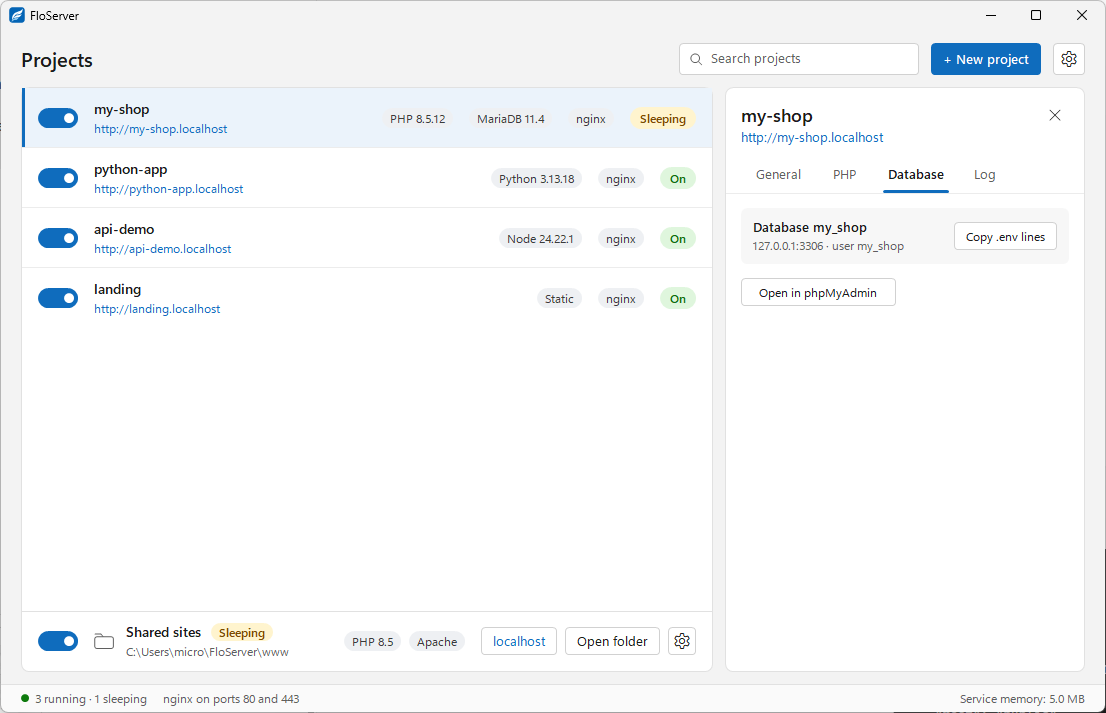 FloServer
Projects
Search projects
+ New project
my-shop
http://my-shop.localhost
PHP 8.5.12
MariaDB 11.4
nginx
Sleeping
python-app
http://python-app.localhost
Python 3.13.18
nginx
On
api-demo
http://api-demo.localhost
Node 24.22.1
nginx
On
landing
http://landing.localhost
Static
nginx
On
Shared sites
Sleeping
C:\Users\micro\FloServer\www
PHP 8.5
Apache
localhost
Open folder
my-shop
http://my-shop.localhost
General
PHP
Database
Log
Database my_shop
127.0.0.1:3306 · user my_shop
Copy .env lines
Open in phpMyAdmin
3 running · 1 sleeping
nginx on ports 80 and 443
Service memory: 5.0 MB